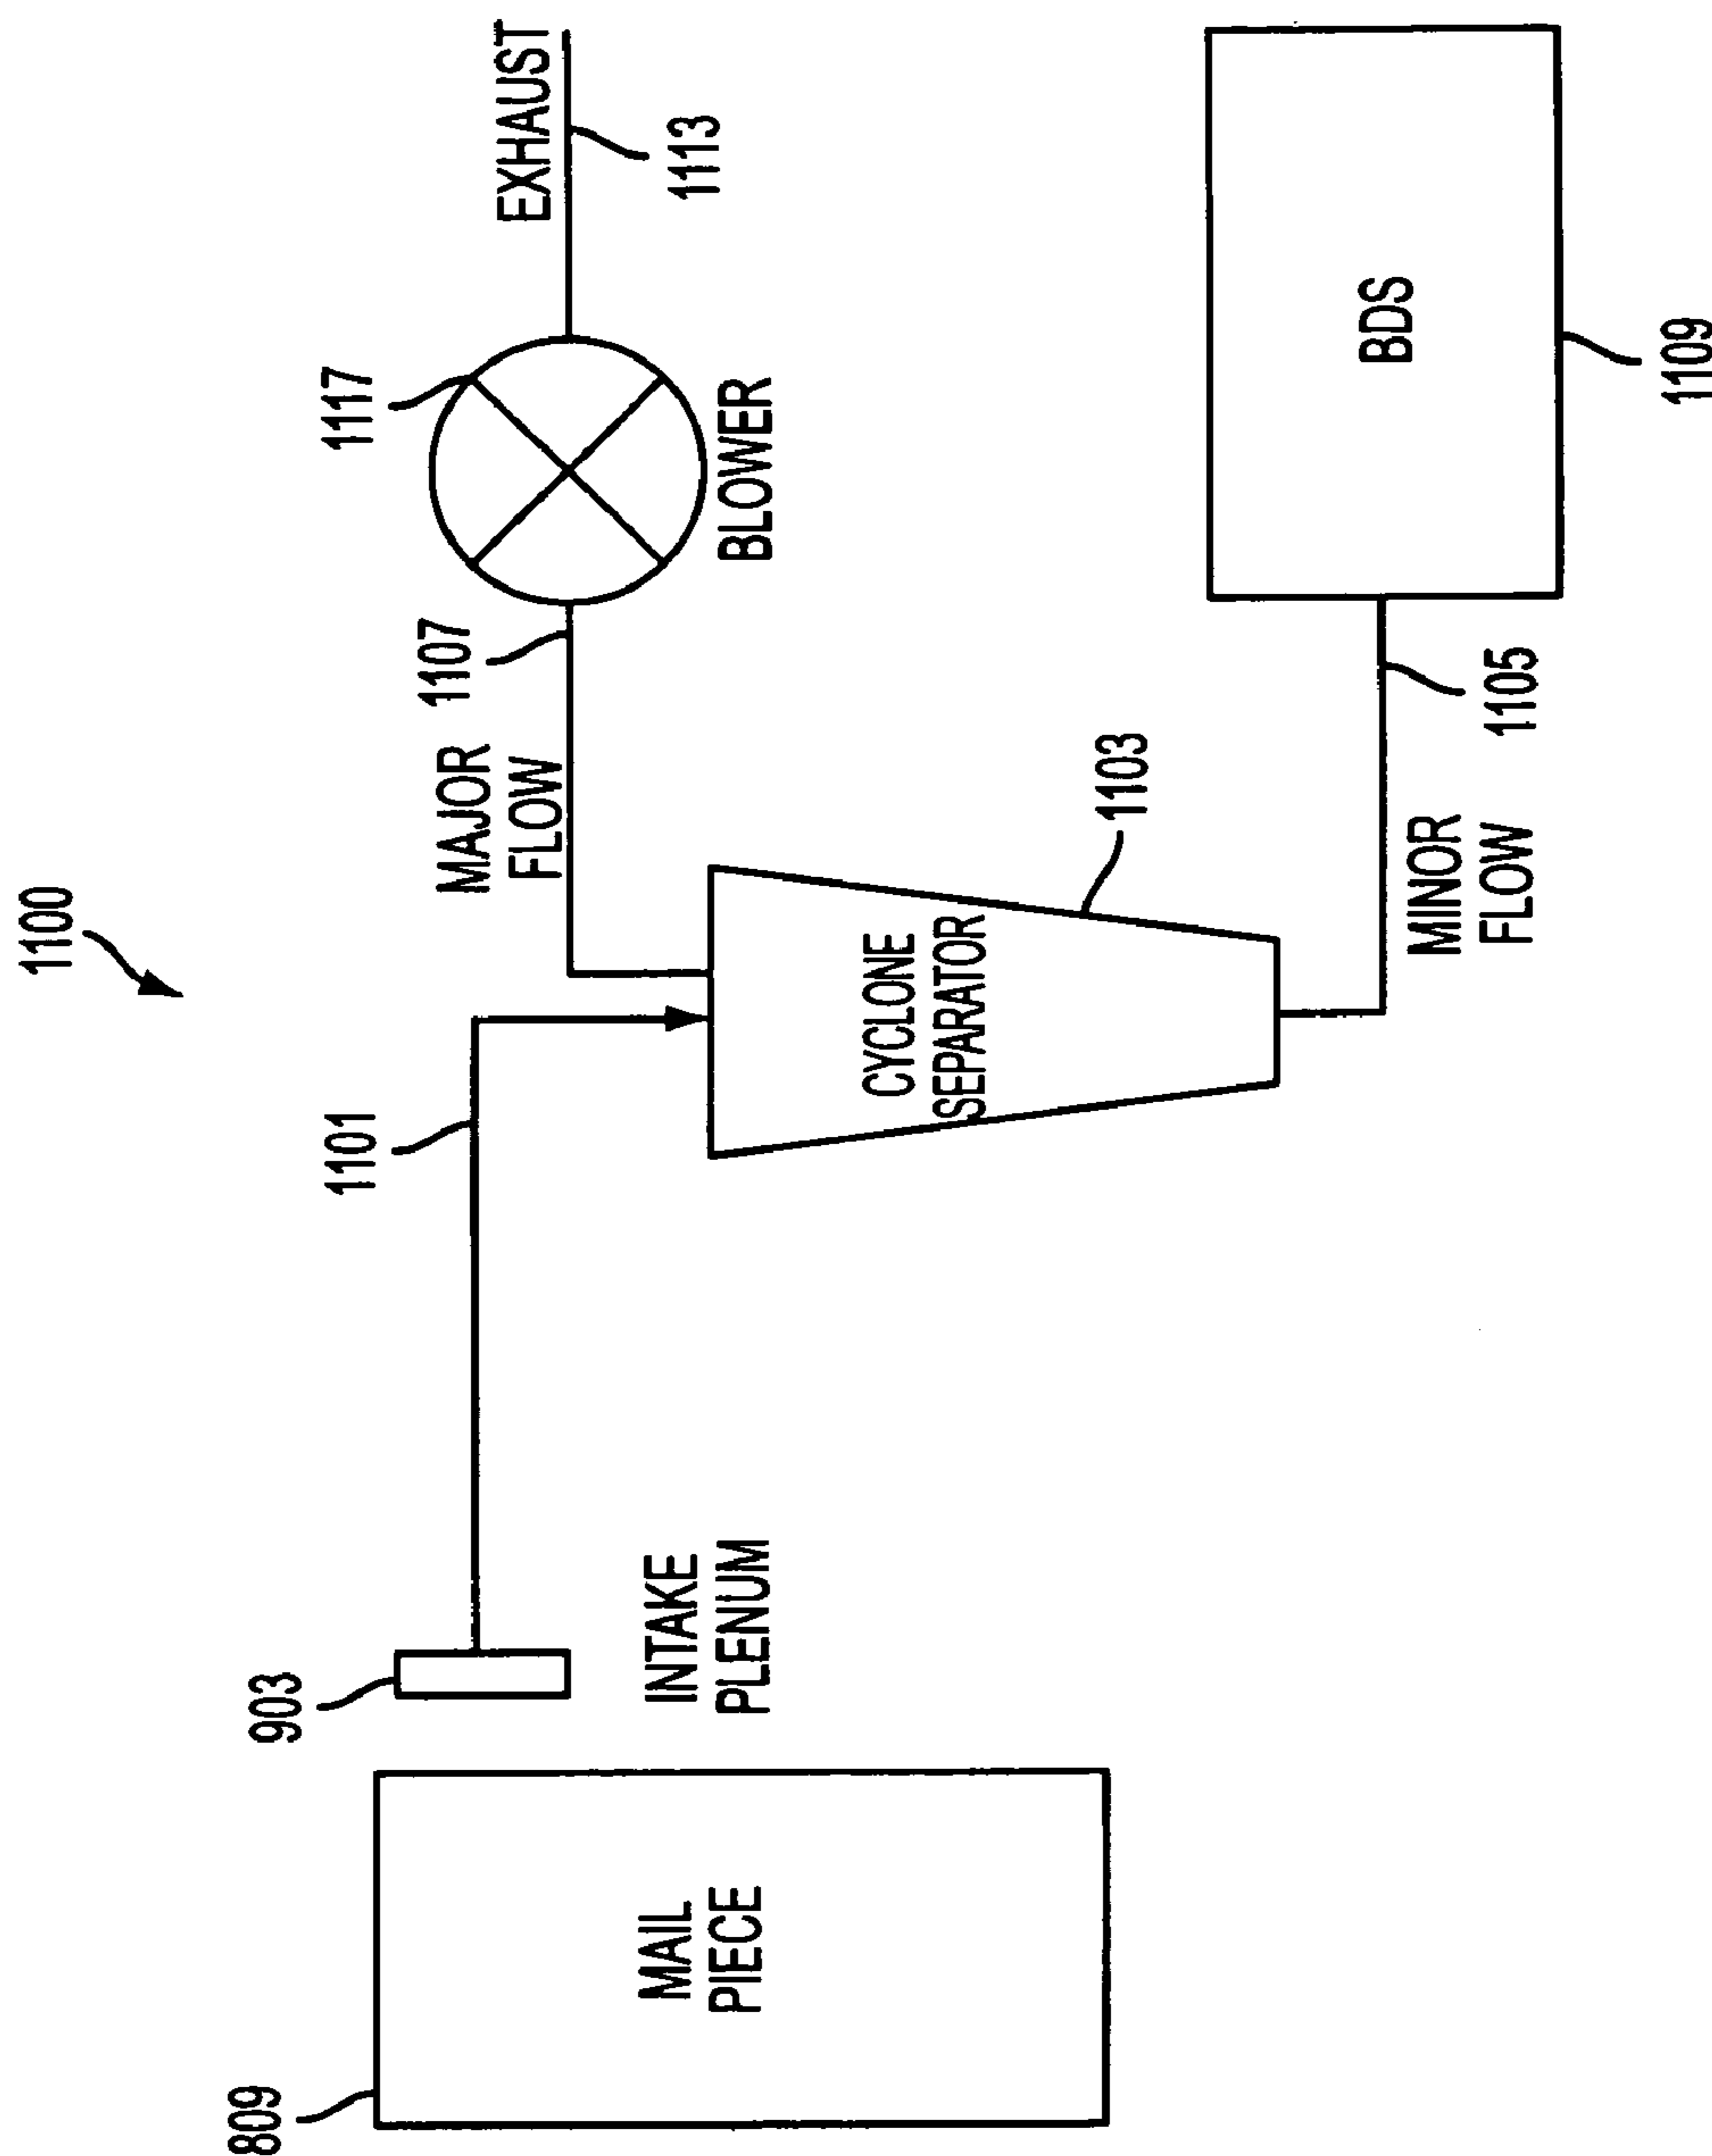 1100
809
MAIL
PIECE
903
INTAKE
PLENUM
1101
CYCLONE
SEPARATOR
1103
MAJOR
FLOW
1107
1117
BLOWER
EXHAUST
1113
MINOR
FLOW
1105
BDS
1109